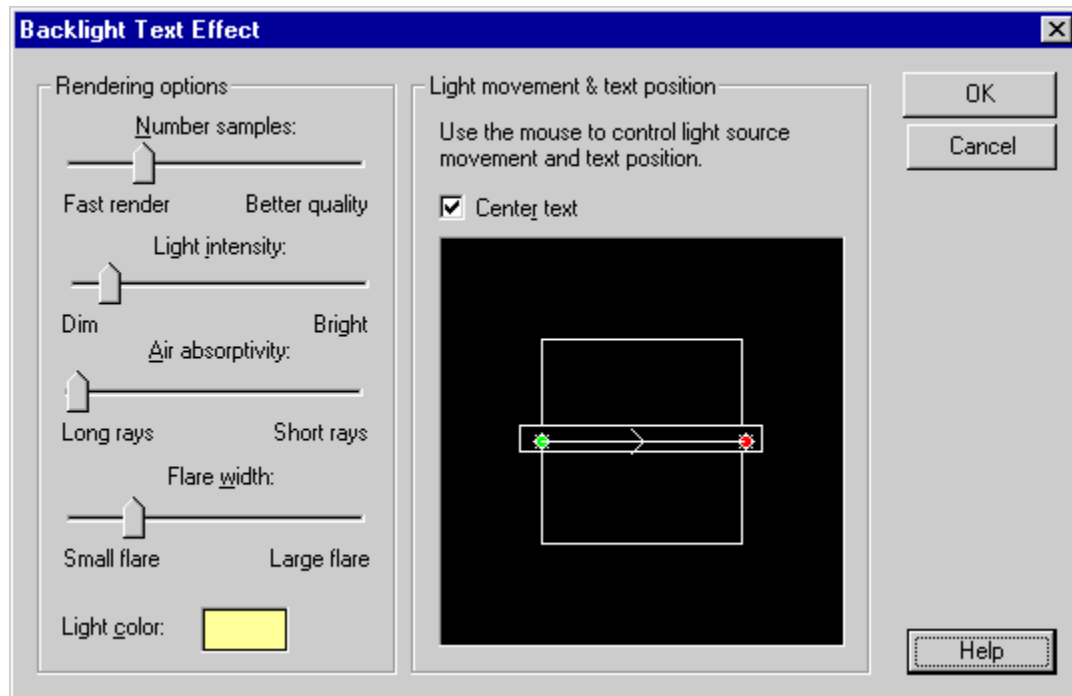 Backlight Text Effect
Rendering options
Number samples:
Fast render Better quality
Light intensity:
Dim Bright
Air absorptivity:
Long rays Short rays
Flare width:
Small flare Large flare
Light color:
Light movement & text position
Use the mouse to control light source
movement and text position.
Center text
OK
Cancel
Help